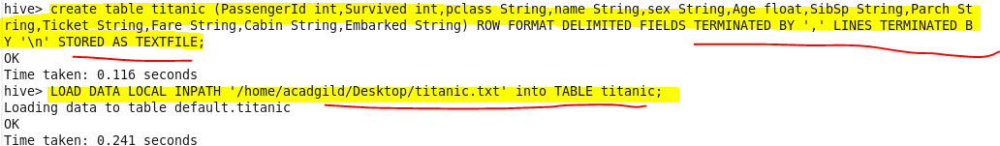 hive> create table titanic (PassengerId int,Survived int,pclass String,name String,sex String,Age float,SibSp String,Parch St
ring,Ticket String,Fare String,Cabin String,Embarked String) ROW FORMAT DELIMITED FIELDS TERMINATED BY ',' LINES TERMINATED B
Y '\n' STORED AS TEXTFILE;
OK
Time taken: 0.116 seconds
hive> LOAD DATA LOCAL INPATH '/home/acadgild/Desktop/titanic.txt' into TABLE titanic;
Loading data to table default.titanic
OK
Time taken: 0.241 seconds